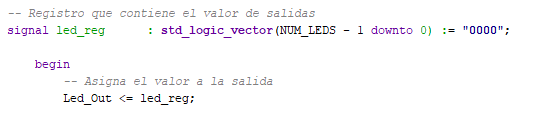 -- Registro que contiene el valor de salidas
signal led_reg : std_logic_vector(NUM_LEDS - 1 downto 0) := "0000";
begin
-- Asigna el valor a la salida
Led_Out <= led_reg;